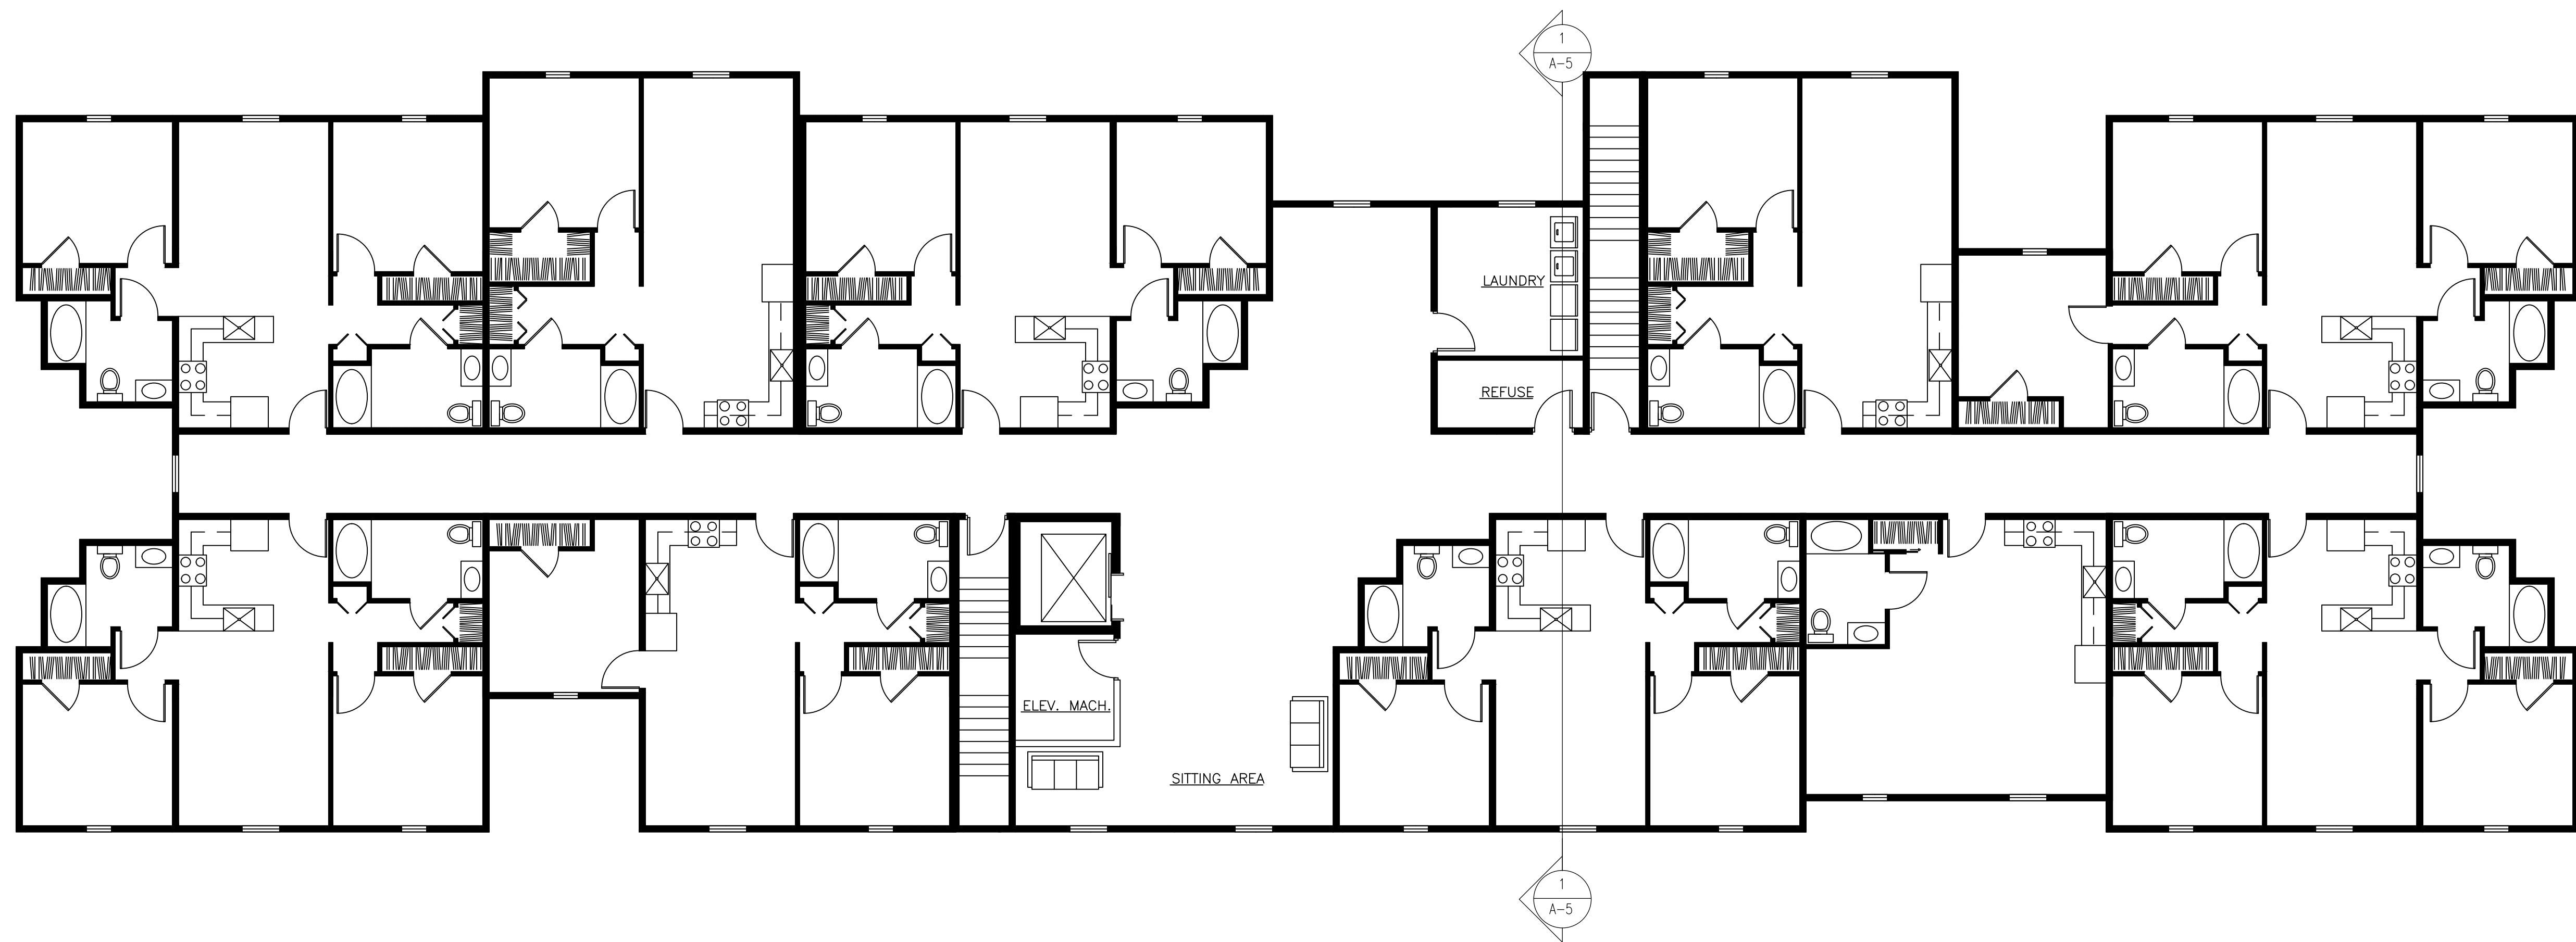 1
A-5
LAUNDRY
REFUSE
ELEV. MACH.
SITTING AREA
1
A-5